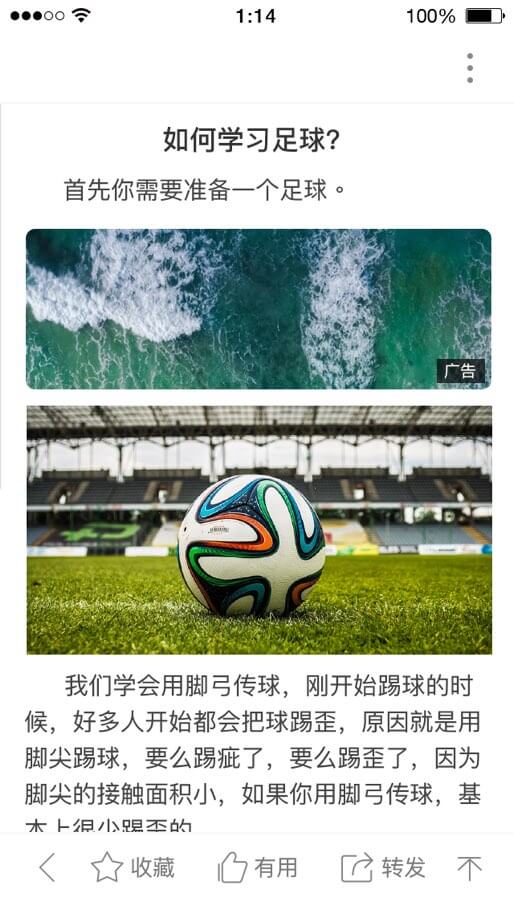 1:14
100%
如何学习足球?
首先你需要准备一个足球。
广告
我们学会用脚弓传球，刚开始踢球的时
候，好多人开始都会把球踢歪，原因就是用
脚尖踢球，要么踢疵了，要么踢歪了，因为
脚尖的接触面积小，如果你用脚弓传球，基
本上很少踢歪的
收藏
有用
转发